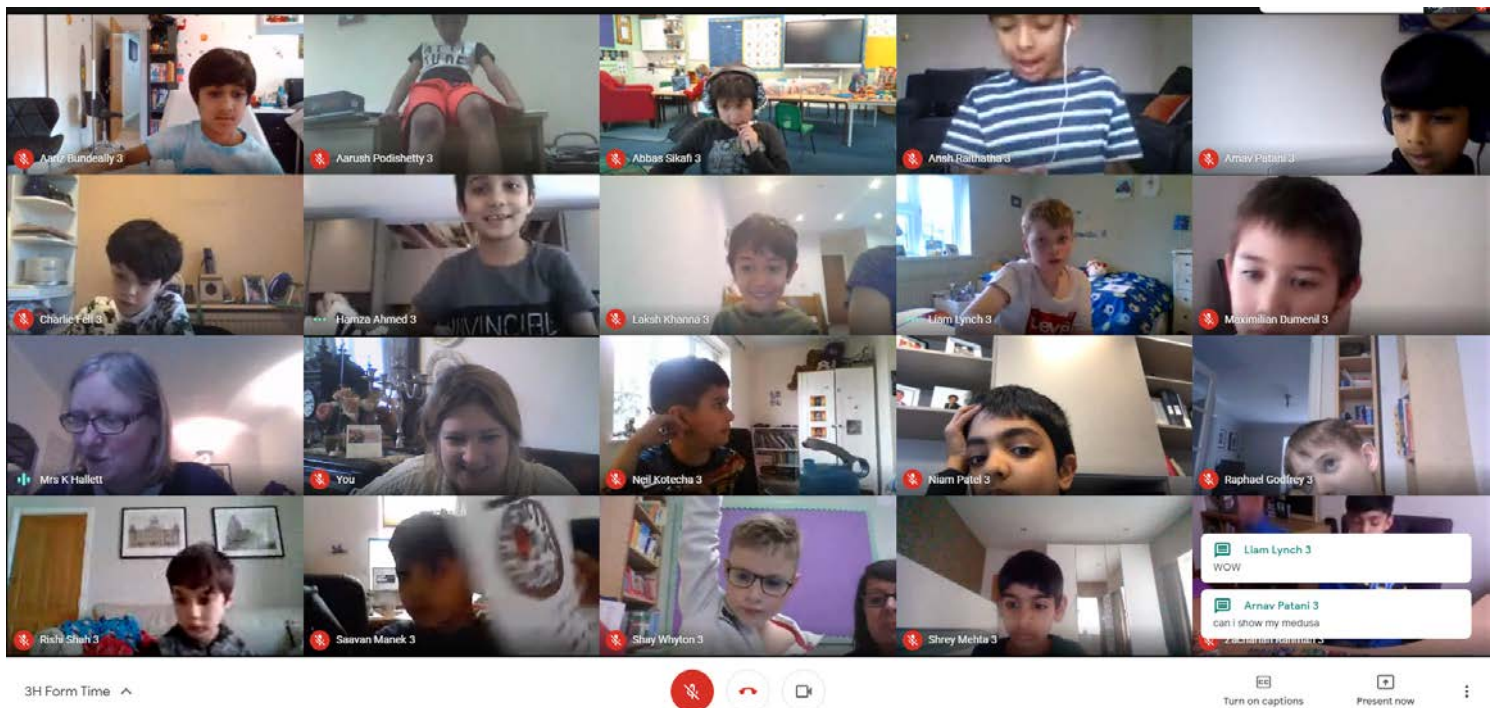 Aariz Bundeally 3
Aarush Podishetty 3
Abbas Sikafi 3
Ansh Raithatha 3
Arnav Patani 3
Charlie Fell 3
Hamza Ahmed 3
INVINCIBL
Laksh Khanna 3
Liam Lynch 3
Maximilian Dumenil 3
Mrs K Hallett
You
Neil Kotecha 3
Niam Patel 3
Raphael Godfrey 3
Rishi Shah 3
Saavan Manek 3
Shay Whyton 3
Shrey Mehta 3
Liam Lynch 3
WOW
Arnav Patani 3
can i show my medusa
3H Form Time
CC
Turn on captions
Present now